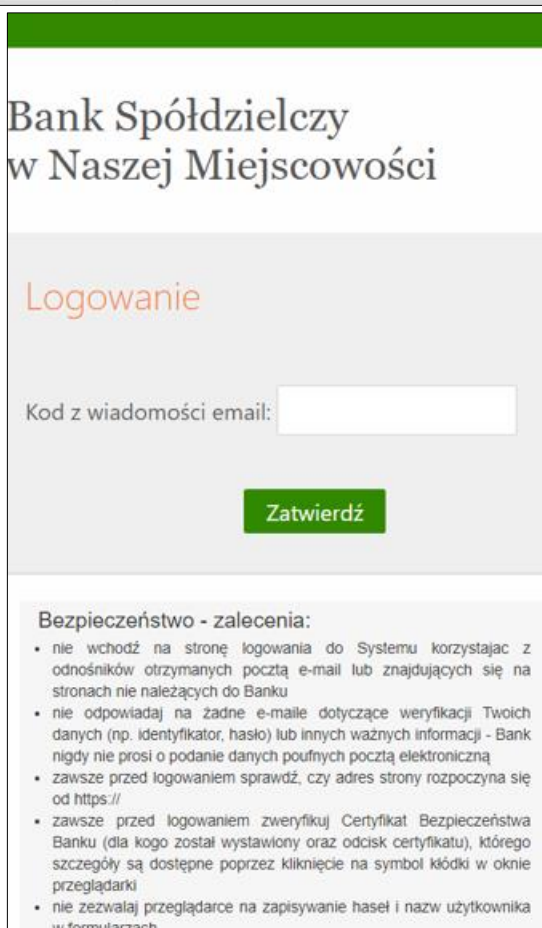 Bank Spółdzielczy
w Naszej Miejscowości
Logowanie
Kod z wiadomości email:
Zatwierdź
Bezpieczeństwo - zalecenia:
• nie wchodź na stronę logowania do Systemu korzystajac z
odnośników otrzymanych pocztą e-mail lub znajdujących się na
stronach nie należących do Banku
• nie odpowiadaj na żadne e-maile dotyczące weryfikacji Twoich
danych (np. identyfikator, hasło) lub innych ważnych informacji - Bank
nigdy nie prosi o podanie danych poufnych pocztą elektroniczną
• zawsze przed logowaniem sprawdź, czy adres strony rozpoczyna się
od https://
• zawsze przed logowaniem zweryfikuj Certyfikat Bezpieczeństwa
Banku (dla kogo został wystawiony oraz odcisk certyfikatu), którego
szczegóły są dostępne poprzez kliknięcie na symbol kłódki w oknie
przeglądarki
• nie zezwalaj przeglądarce na zapisywanie haseł i nazw użytkownika
w formularzach